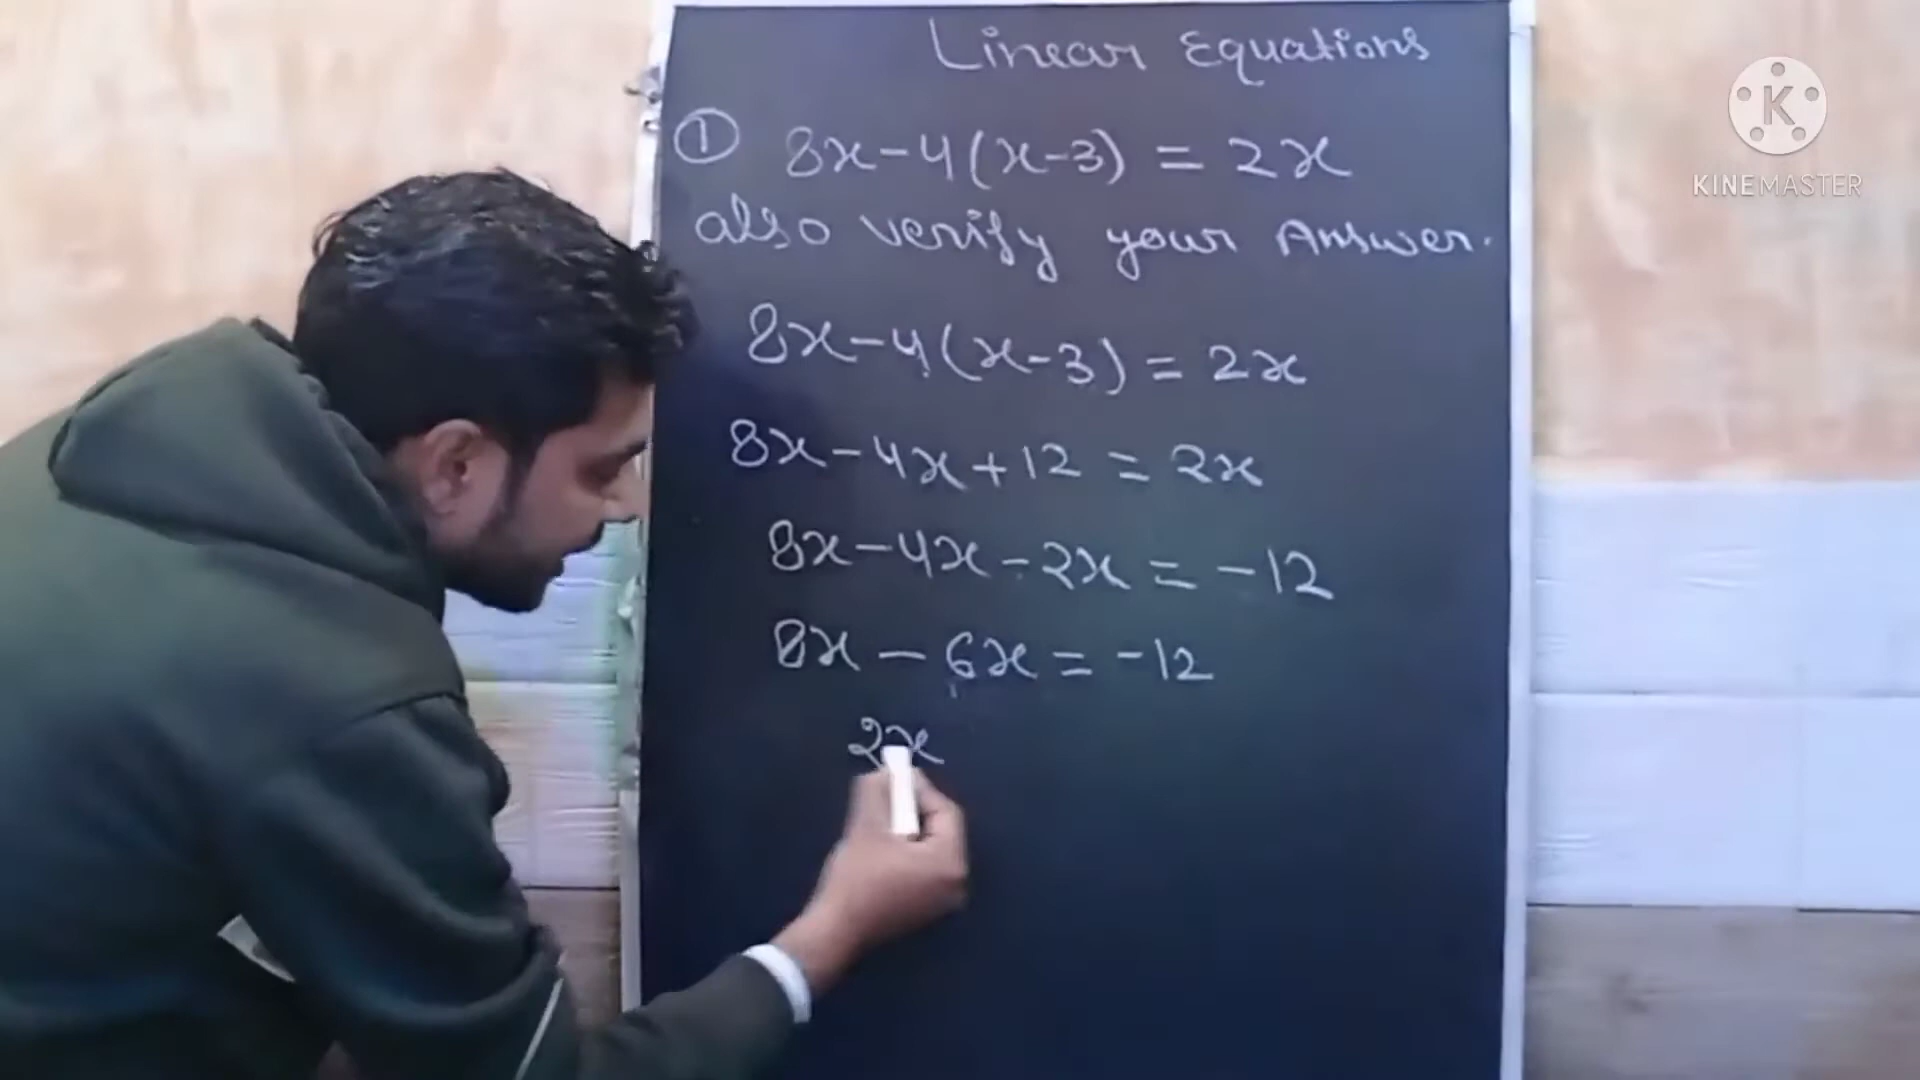 Linear Equations
① 8x-4(x-3) = 2x
also verify your Answer.
8x-4(x-3) = 2x
8x-4x+12 = 2x
8x-4x-2x = -12
8x - 6x = -12
2x
K
KINEMASTER